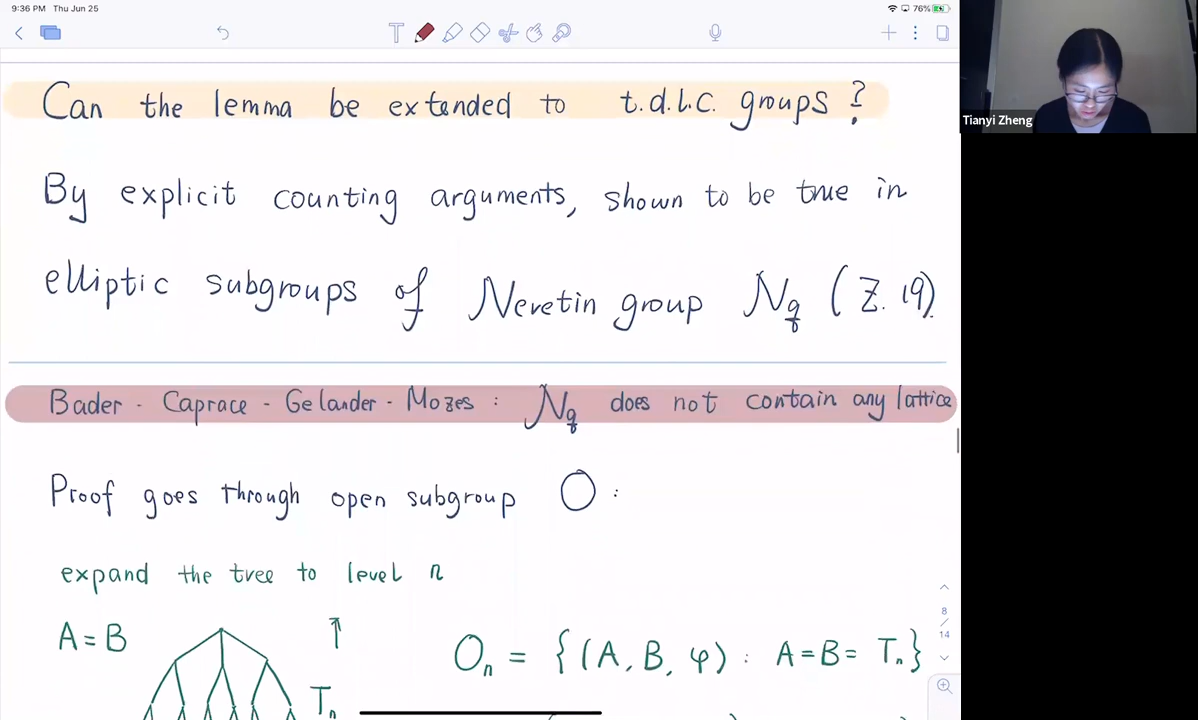 9:36 PM Thu Jun 25
76%
Can the lemma be extended to t.d.l.c. groups?
Tianyi Zheng
By explicit counting arguments, shown to be true in
elliptic subgroups of Neretin group N_q (Z. 19).
Bader - Caprace - Gelander - Mozes : N_q does not contain any lattice
Proof goes through open subgroup O :
expand the tree to level n
A = B
↑
O_n = {(A, B, φ) : A = B = T_n}
T_n
8
/
14